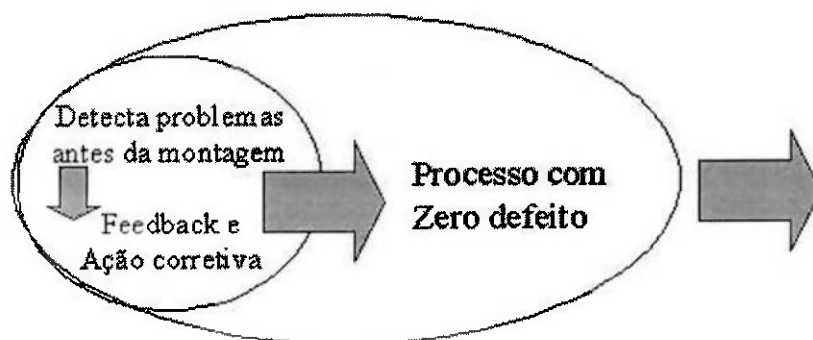 Detecta problemas
antes da montagem
Feedback e
Ação corretiva
Processo com
Zero defeito